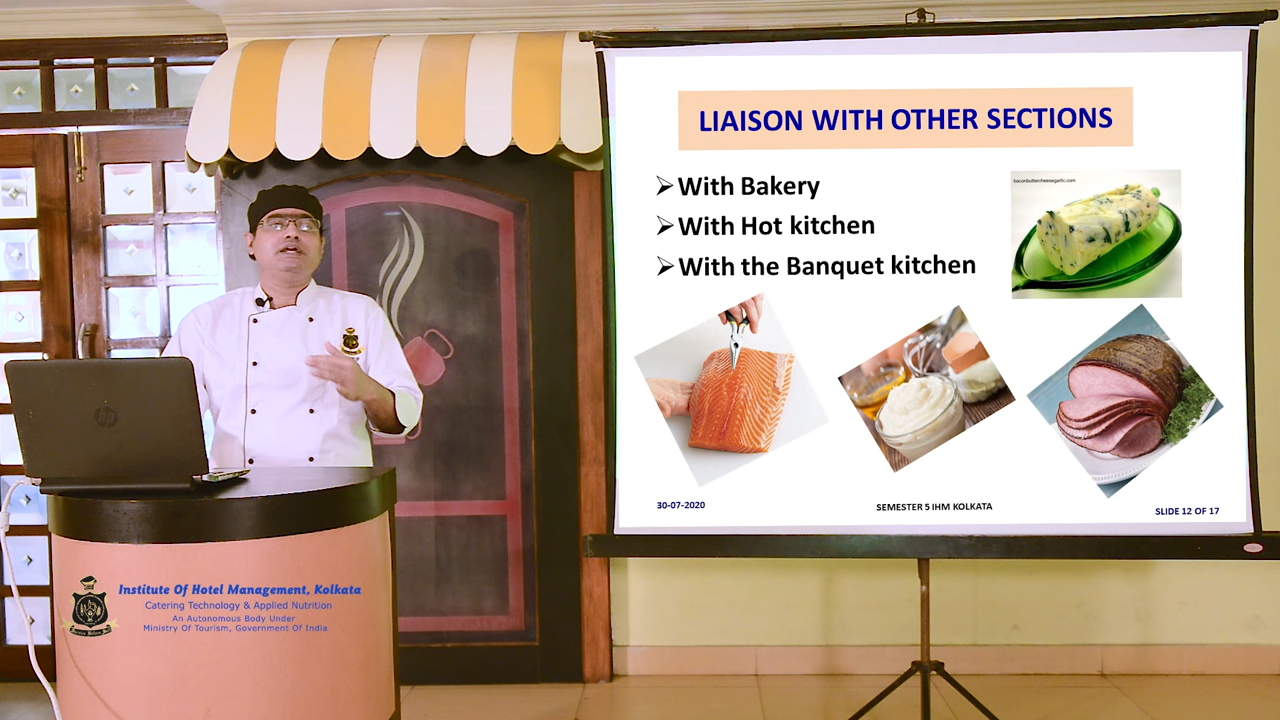 LIAISON WITH OTHER SECTIONS
➢With Bakery
➢With Hot kitchen
➢With the Banquet kitchen
baconbuttercheesegarlic.com
30-07-2020
SEMESTER 5 IHM KOLKATA
SLIDE 12 OF 17
hp
Institute Of Hotel Management, Kolkata
Catering Technology & Applied Nutrition
An Autonomous Body Under
Ministry Of Tourism, Government Of India